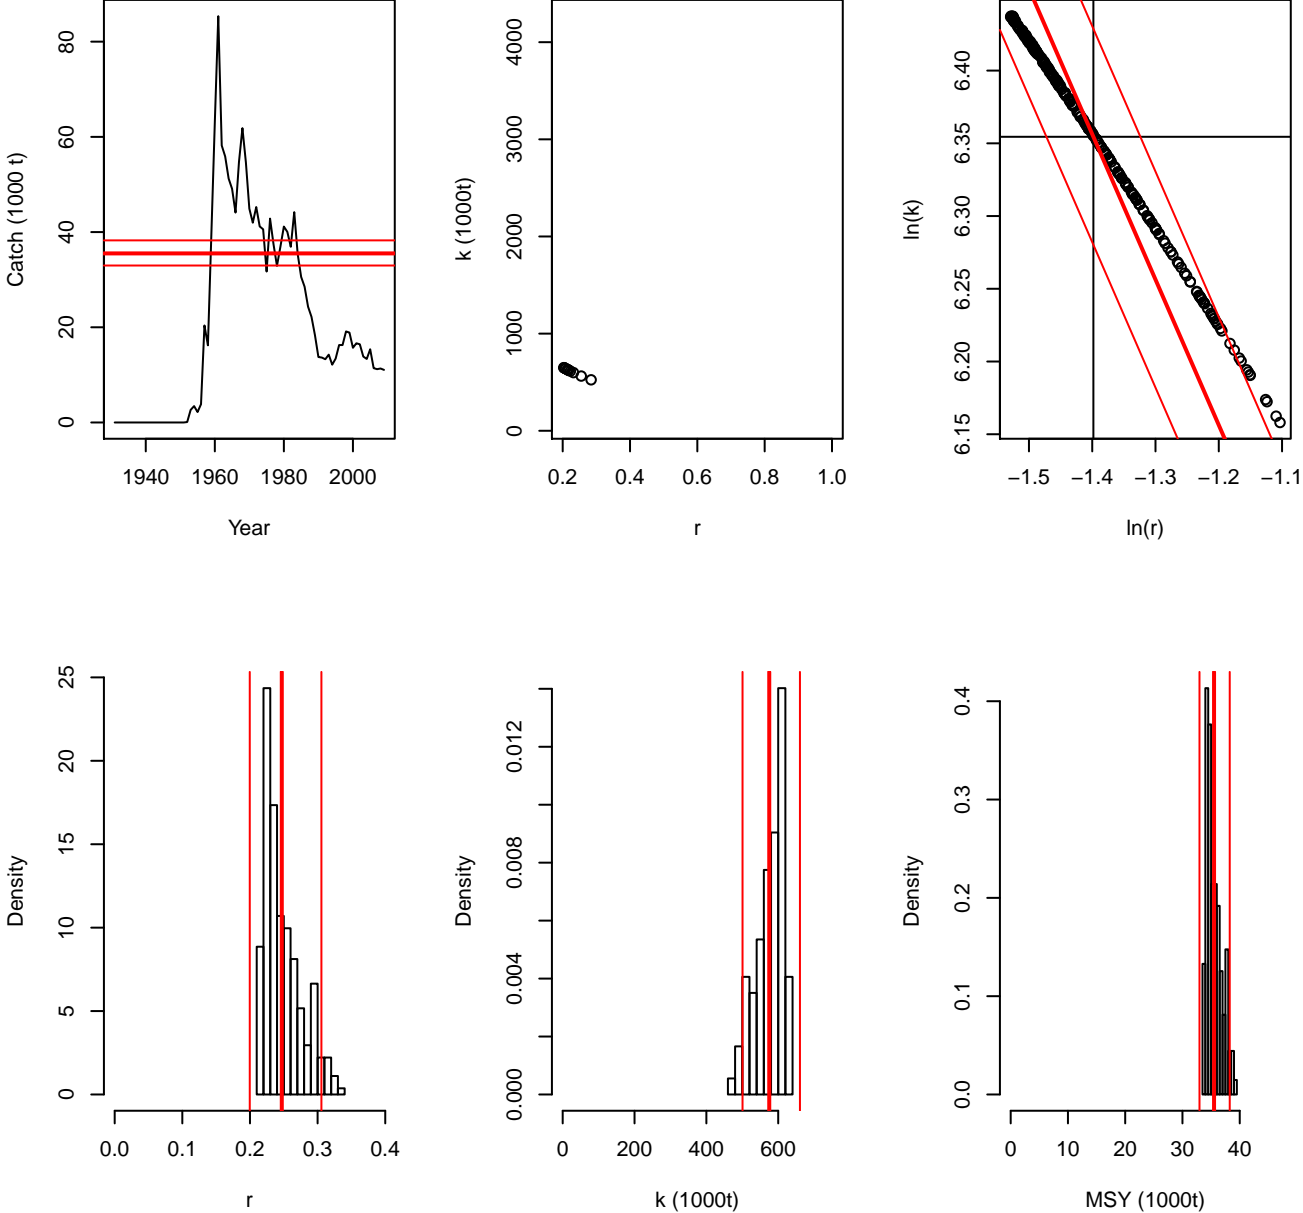 Catch (1000 t)
0 20 40 60 80
1940 1960 1980 2000
Year
k (1000t)
0 1000 2000 3000 4000
0.2 0.4 0.6 0.8 1.0
r
ln(k)
6.15 6.20 6.25 6.30 6.35 6.40
−1.5 −1.4 −1.3 −1.2 −1.1
ln(r)
Density
0 5 10 15 20 25
0.0 0.1 0.2 0.3 0.4
r
Density
0.000 0.004 0.008 0.012
0 200 400 600
k (1000t)
Density
0.0 0.1 0.2 0.3 0.4
0 10 20 30 40
MSY (1000t)